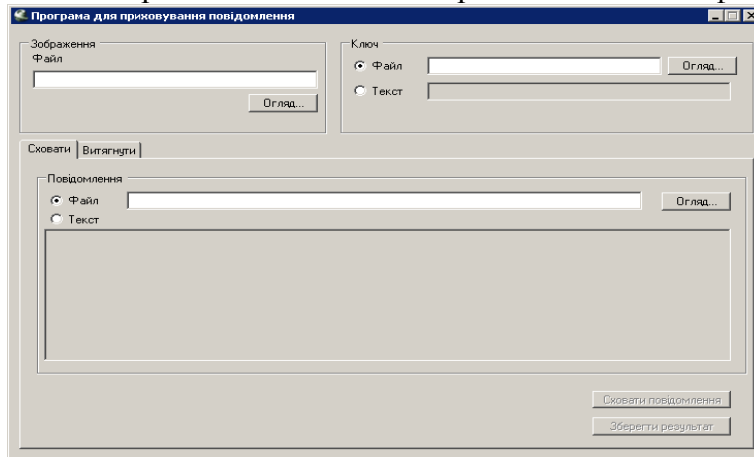 Програма для приховування повідомлення
Зображення
Файл
Огляд...
Ключ
Файл
Огляд...
Текст
Сховати Витягнути
Повідомлення
Файл
Огляд...
Текст
Сховати повідомлення
Зберегти результат